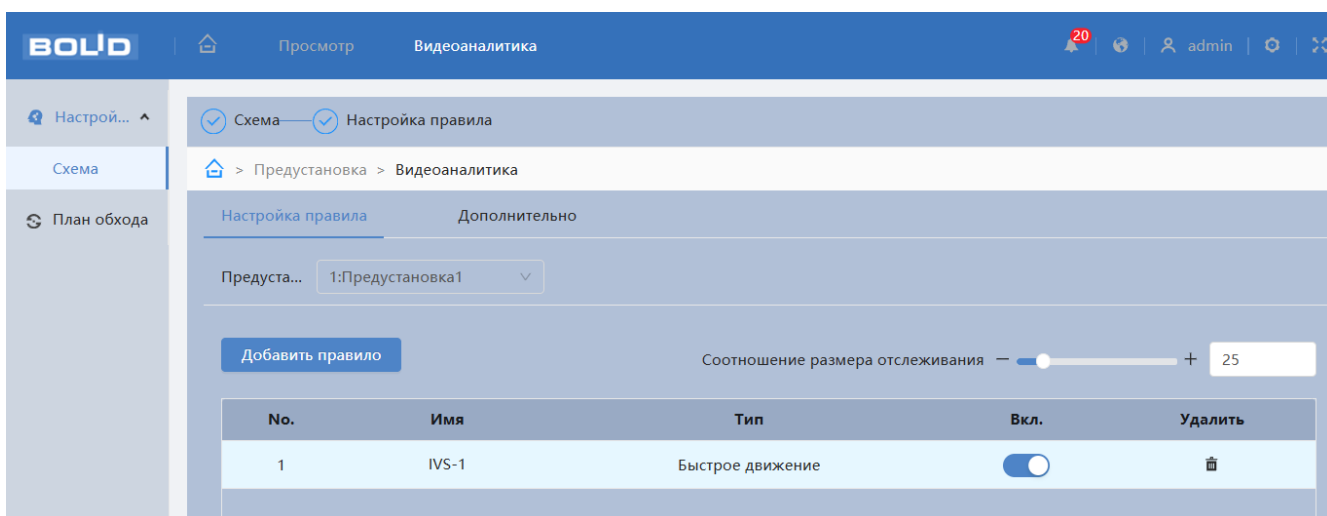 BOLID Просмотр Видеоаналитика 20 admin
Настрой... Схема Настройка правила
Схема > Предустановка > Видеоаналитика
План обхода Настройка правила Дополнительно
Предуста... 1:Предустановка1
Добавить правило Соотношение размера отслеживания − + 25
No. Имя Тип Вкл. Удалить
1 IVS-1 Быстрое движение